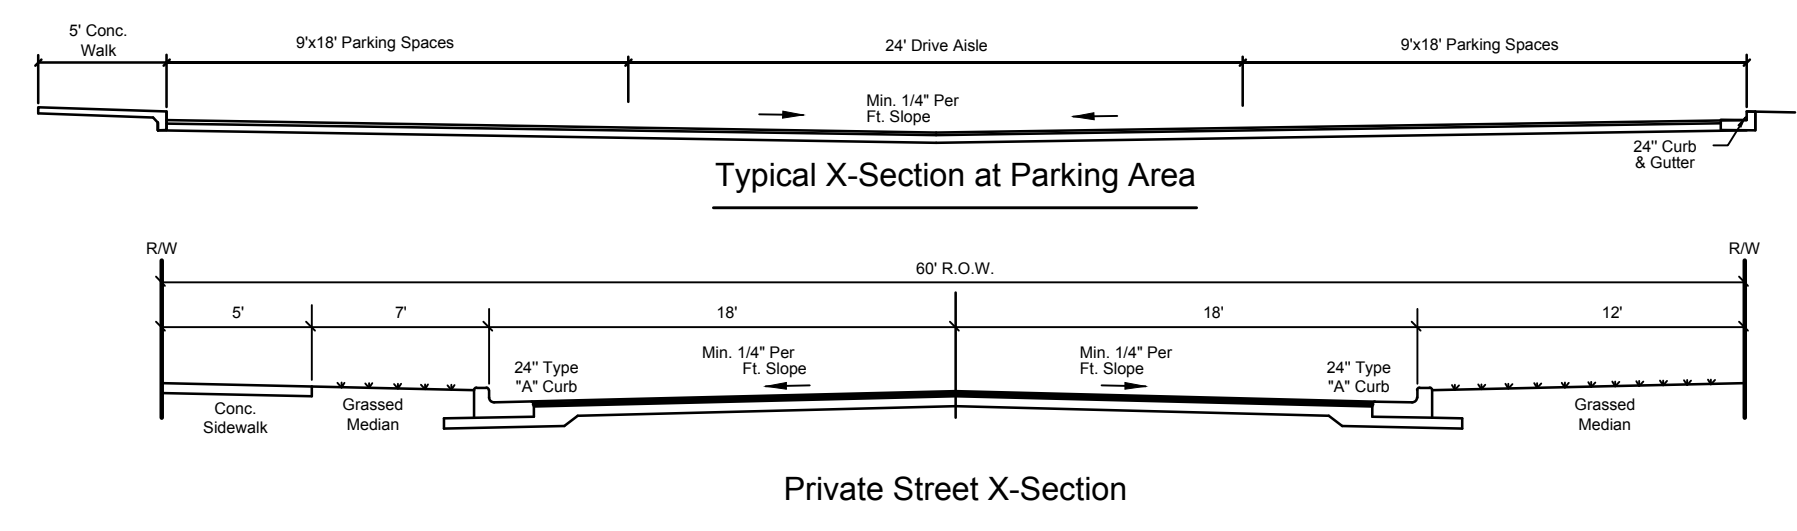 5' Conc.
Walk
9'x18' Parking Spaces
24' Drive Aisle
9'x18' Parking Spaces
Min. 1/4" Per
Ft. Slope
24" Curb
& Gutter
Typical X-Section at Parking Area
R/W
R/W
60' R.O.W.
5'
7'
18'
18'
12'
Min. 1/4" Per
Ft. Slope
Min. 1/4" Per
Ft. Slope
24" Type
"A" Curb
24" Type
"A" Curb
Conc.
Sidewalk
Grassed
Median
Grassed
Median
Private Street X-Section